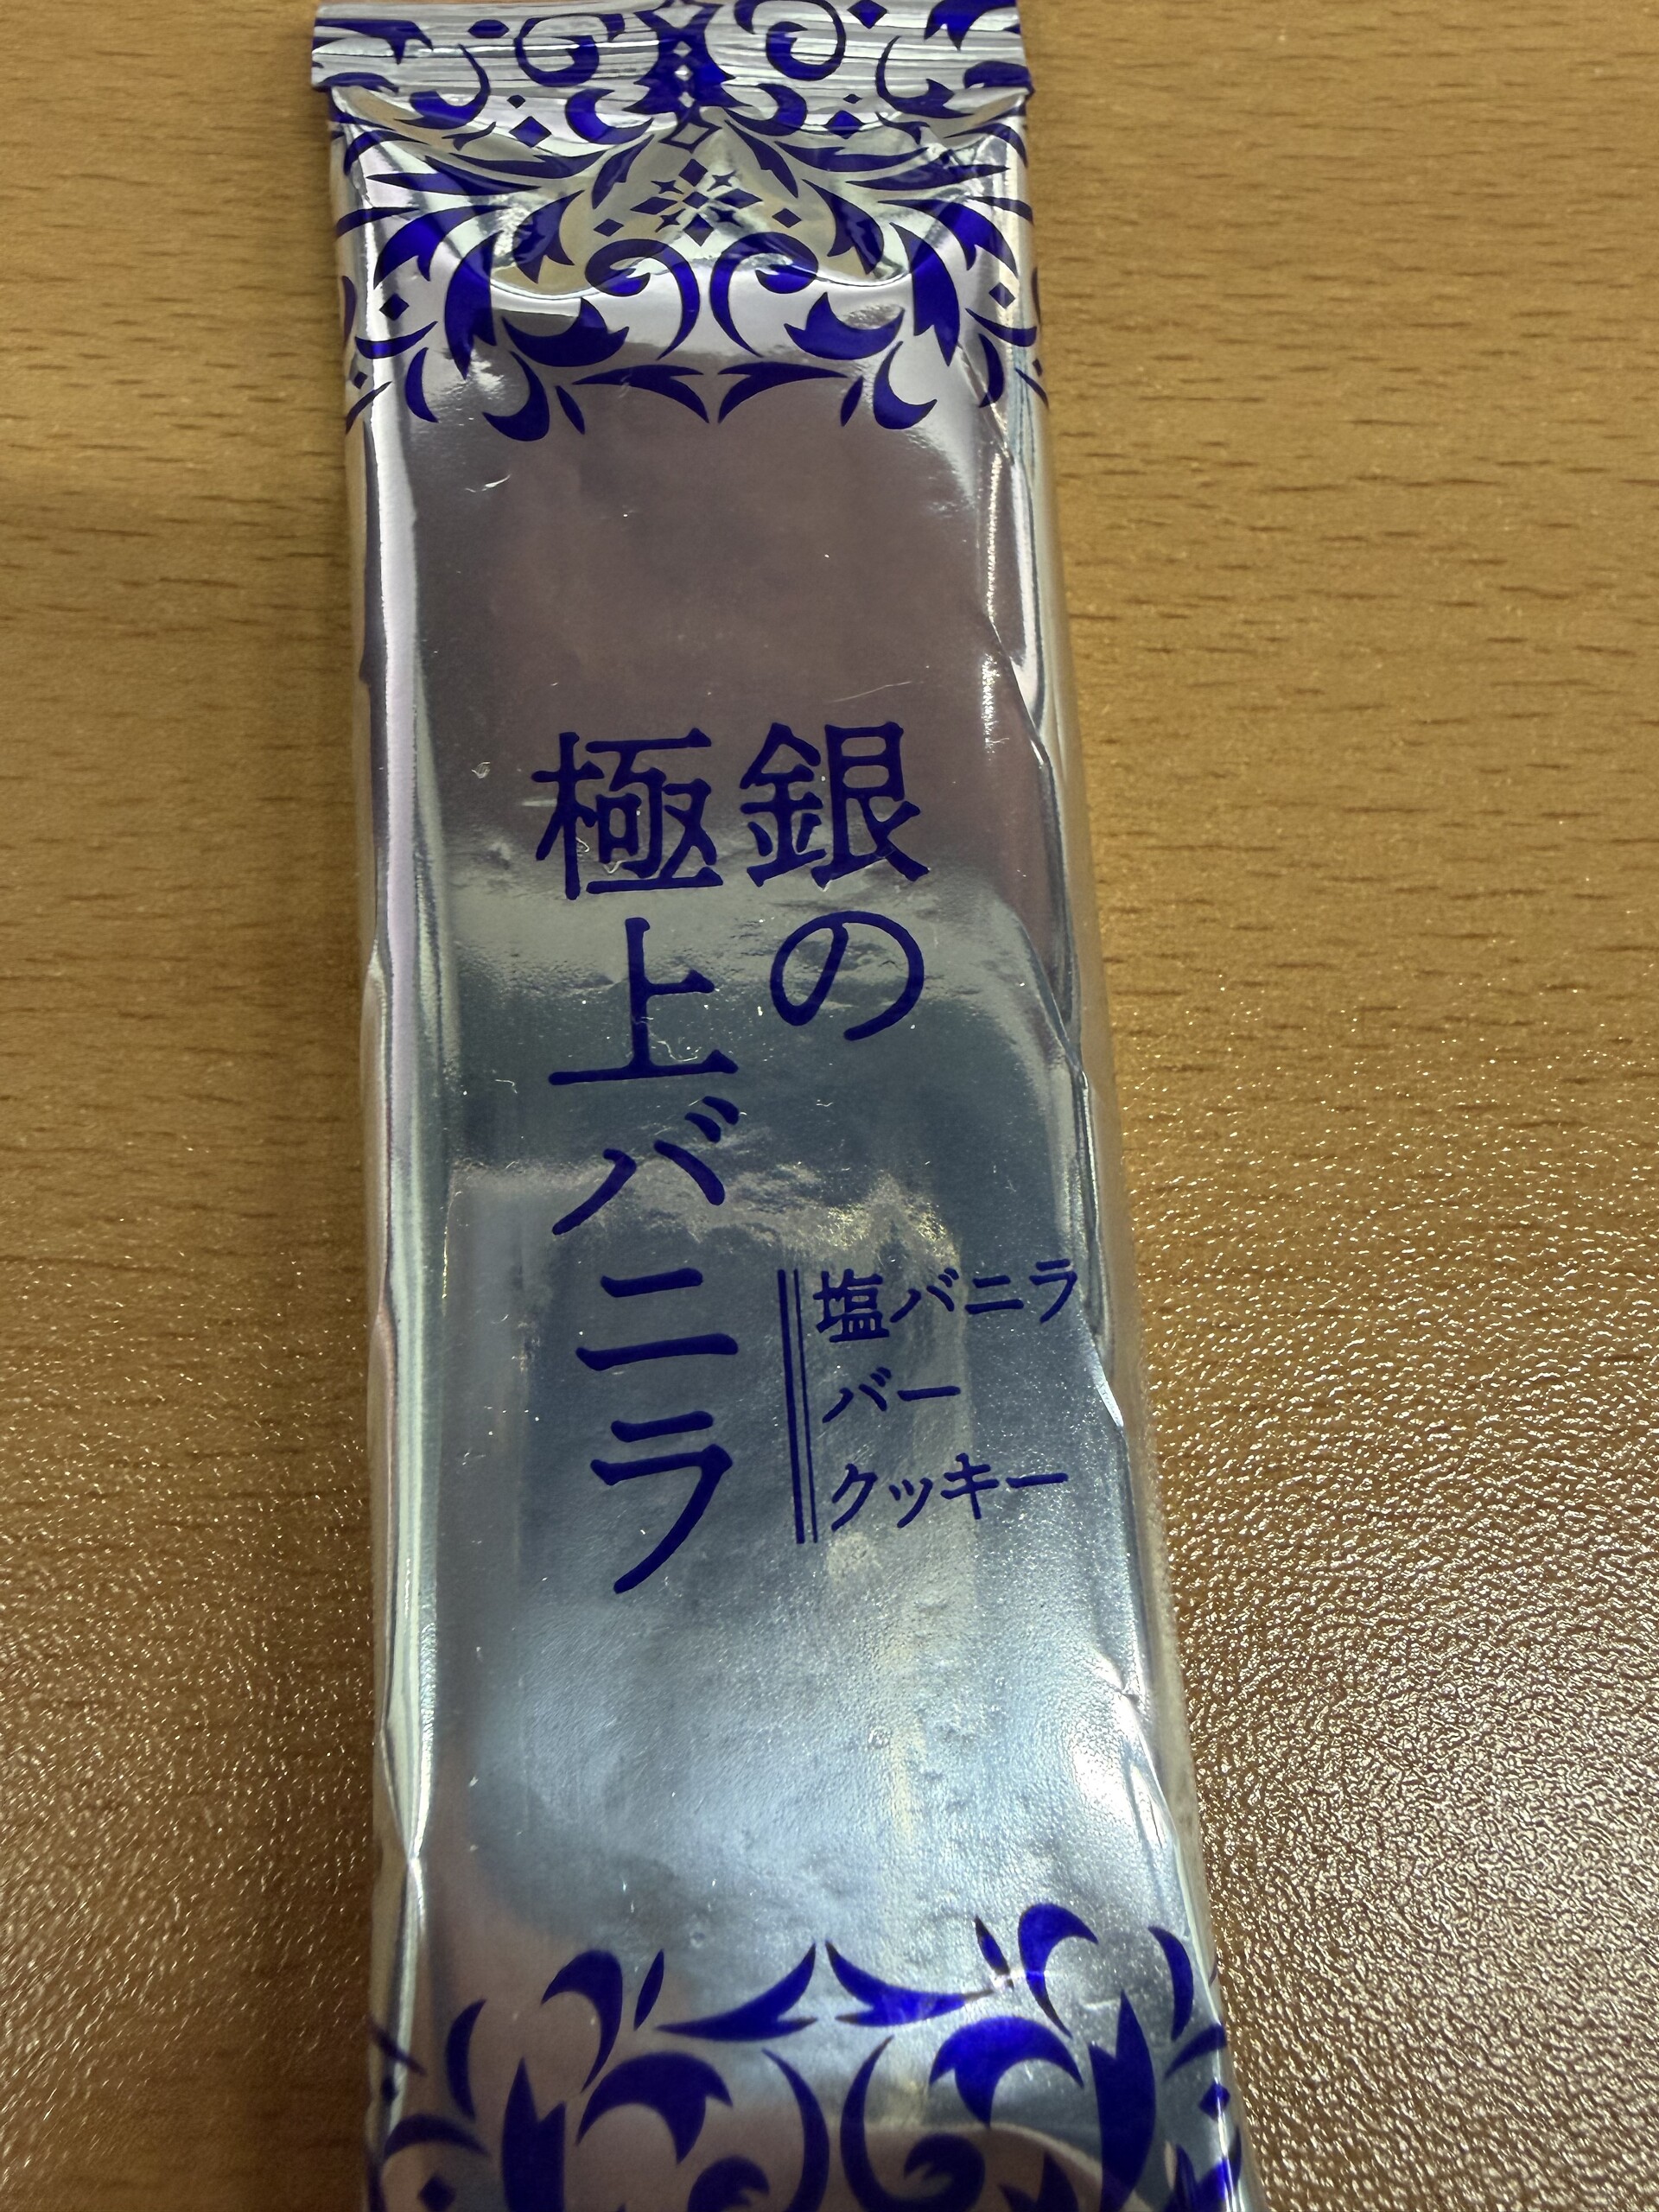 銀の
極上バニラ
塩バニラ
バー
クッキー